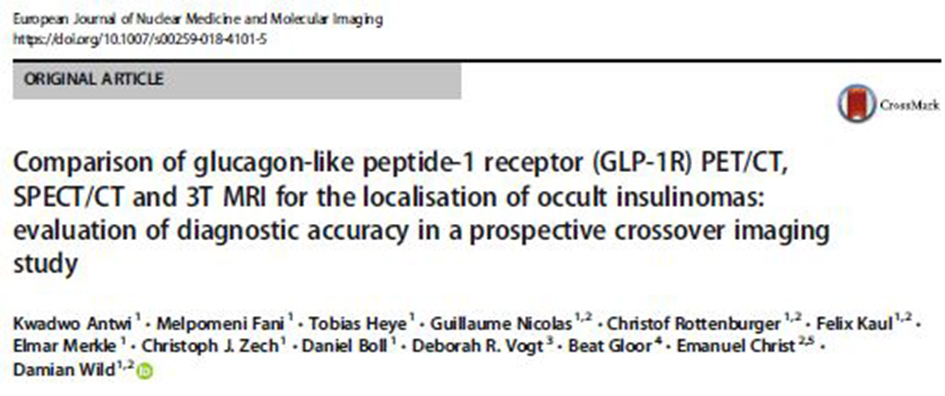 European Journal of Nuclear Medicine and Molecular Imaging
https://doi.org/10.1007/s00259-018-4101-5
ORIGINAL ARTICLE
CrossMark
Comparison of glucagon-like peptide-1 receptor (GLP-1R) PET/CT,
SPECT/CT and 3T MRI for the localisation of occult insulinomas:
evaluation of diagnostic accuracy in a prospective crossover imaging
study
Kwadwo Antwi 1 · Melpomeni Fani 1 · Tobias Heye 1 · Guillaume Nicolas 1,2 · Christof Rottenburger 1,2 · Felix Kaul 1,2 ·
Elmar Merkle 1 · Christoph J. Zech 1 · Daniel Boll 1 · Deborah R. Vogt 3 · Beat Gloor 4 · Emanuel Christ 2,5 ·
Damian Wild 1,2 iD